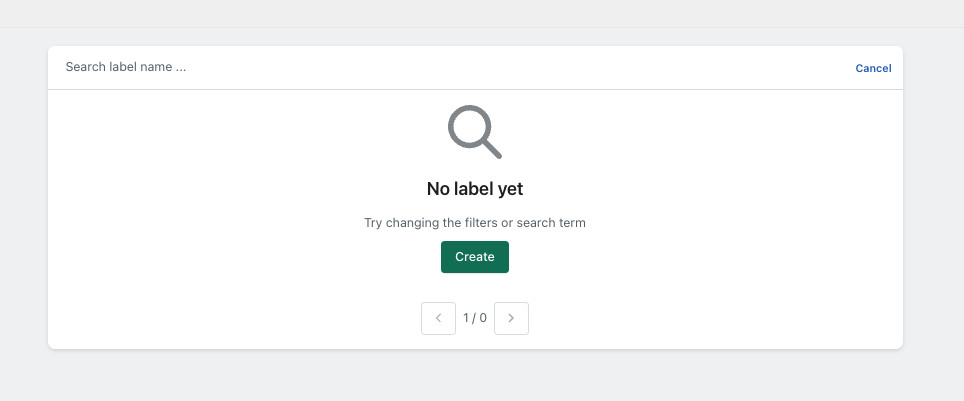 Search label name ...
Cancel
No label yet
Try changing the filters or search term
Create
1 / 0